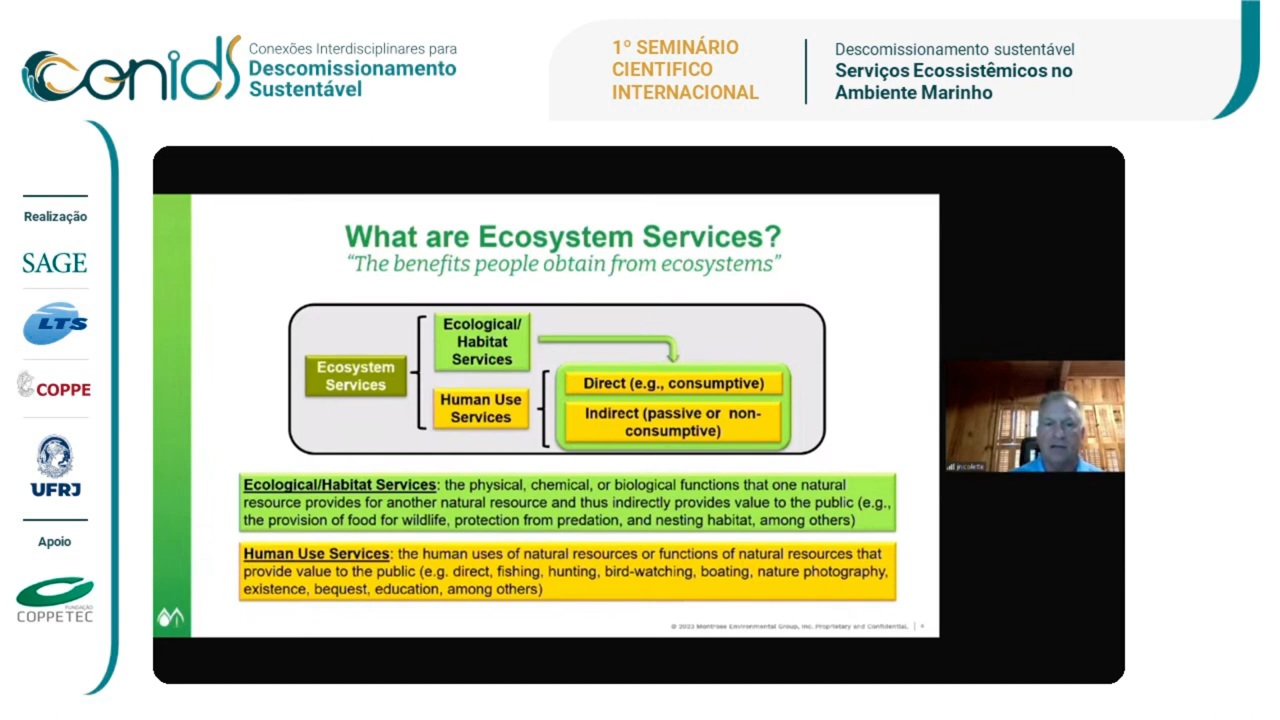 conids
Conexões Interdisciplinares para
Descomissionamento
Sustentável
1º SEMINÁRIO
CIENTIFICO
INTERNACIONAL
Descomissionamento sustentável
Serviços Ecossistêmicos no
Ambiente Marinho
Realização
SAGE
LTS
COPPE
UFRJ
Apoio
FUNDAÇÃO
COPPETEC
What are Ecosystem Services?
“The benefits people obtain from ecosystems”
Ecosystem
Services
Ecological/
Habitat
Services
Human Use
Services
Direct (e.g., consumptive)
Indirect (passive or non-
consumptive)
Ecological/Habitat Services: the physical, chemical, or biological functions that one natural
resource provides for another natural resource and thus indirectly provides value to the public (e.g.,
the provision of food for wildlife, protection from predation, and nesting habitat, among others)
Human Use Services: the human uses of natural resources or functions of natural resources that
provide value to the public (e.g. direct, fishing, hunting, bird-watching, boating, nature photography,
existence, bequest, education, among others)
© 2023 Montrose Environmental Group, Inc. Proprietary and Confidential. | 4